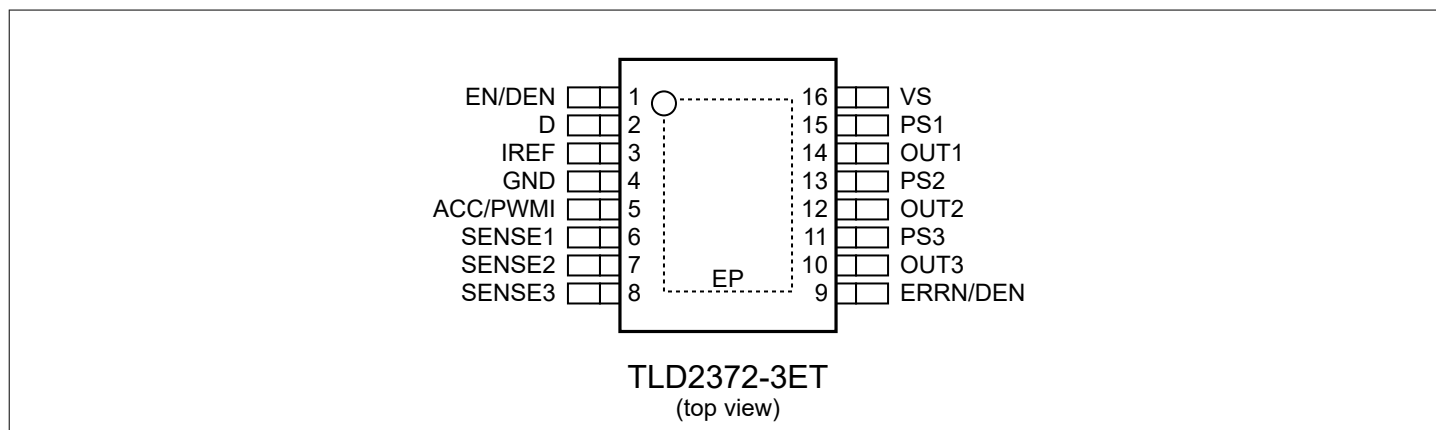 EN/DEN 1 16 VS
D 2 15 PS1
IREF 3 14 OUT1
GND 4 13 PS2
ACC/PWMI 5 12 OUT2
SENSE1 6 11 PS3
SENSE2 7 10 OUT3
SENSE3 8 EP 9 ERRN/DEN
TLD2372-3ET
(top view)